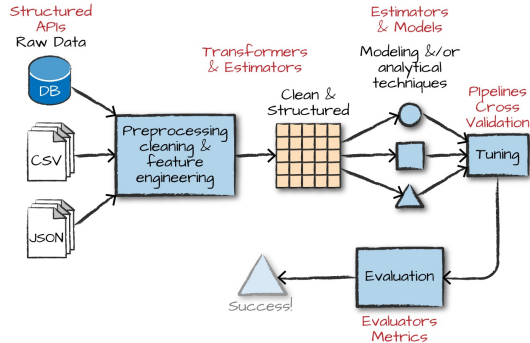 Structured
APIs
Raw Data
DB
CSV
JSON
Preprocessing
cleaning &
feature
engineering
Transformers
& Estimators
Clean &
Structured
Estimators
& Models
Modeling &/or
analytical
techniques
Pipelines
Cross
Validation
Tuning
Evaluation
Evaluators
Metrics
Success!